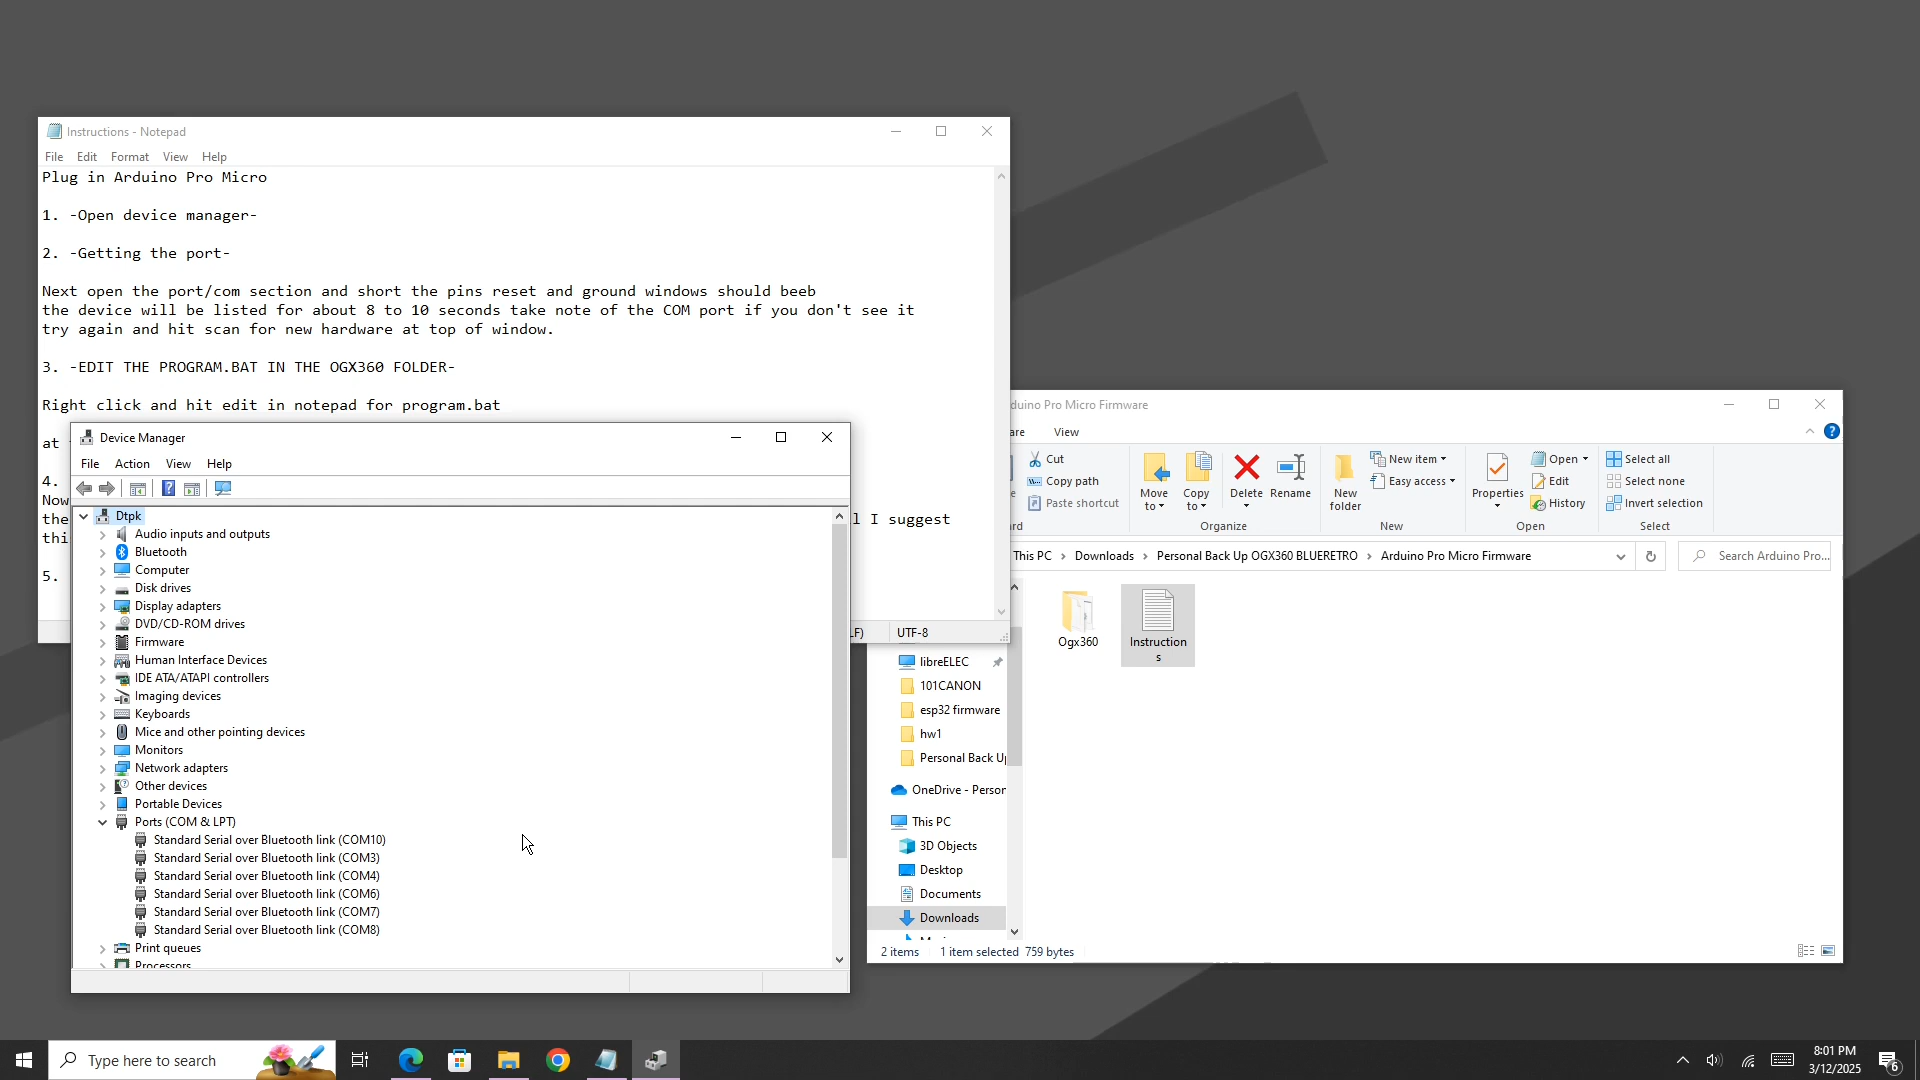 Instructions - Notepad
File Edit Format View Help
Plug in Arduino Pro Micro
1. -Open device manager-
2. -Getting the port-
Next open the port/com section and short the pins reset and ground windows should beeb
the device will be listed for about 8 to 10 seconds take note of the COM port if you don't see it
try again and hit scan for new hardware at top of window.
3. -EDIT THE PROGRAM.BAT IN THE OGX360 FOLDER-
Right click and hit edit in notepad for program.bat
at
4.
Now
the
l I suggest
thi
5.
LF) UTF-8
Device Manager
File Action View Help
Dtpk
Audio inputs and outputs
Bluetooth
Computer
Disk drives
Display adapters
DVD/CD-ROM drives
Firmware
Human Interface Devices
IDE ATA/ATAPI controllers
Imaging devices
Keyboards
Mice and other pointing devices
Monitors
Network adapters
Other devices
Portable Devices
Ports (COM & LPT)
Standard Serial over Bluetooth link (COM10)
Standard Serial over Bluetooth link (COM3)
Standard Serial over Bluetooth link (COM4)
Standard Serial over Bluetooth link (COM6)
Standard Serial over Bluetooth link (COM7)
Standard Serial over Bluetooth link (COM8)
Print queues
Processors
duino Pro Micro Firmware
are View
Cut
Copy path
Paste shortcut
Move to
Copy to
Delete
Rename
Organize
New folder
New item
Easy access
New
Properties
Open
Edit
History
Open
Select all
Select none
Invert selection
Select
This PC > Downloads > Personal Back Up OGX360 BLUERETRO > Arduino Pro Micro Firmware
Search Arduino Pro...
Ogx360
Instruction
s
libreELEC
101CANON
esp32 firmware
hw1
Personal Back Up
OneDrive - Person
This PC
3D Objects
Desktop
Documents
Downloads
2 items 1 item selected 759 bytes
Type here to search
8:01 PM
3/12/2025
6